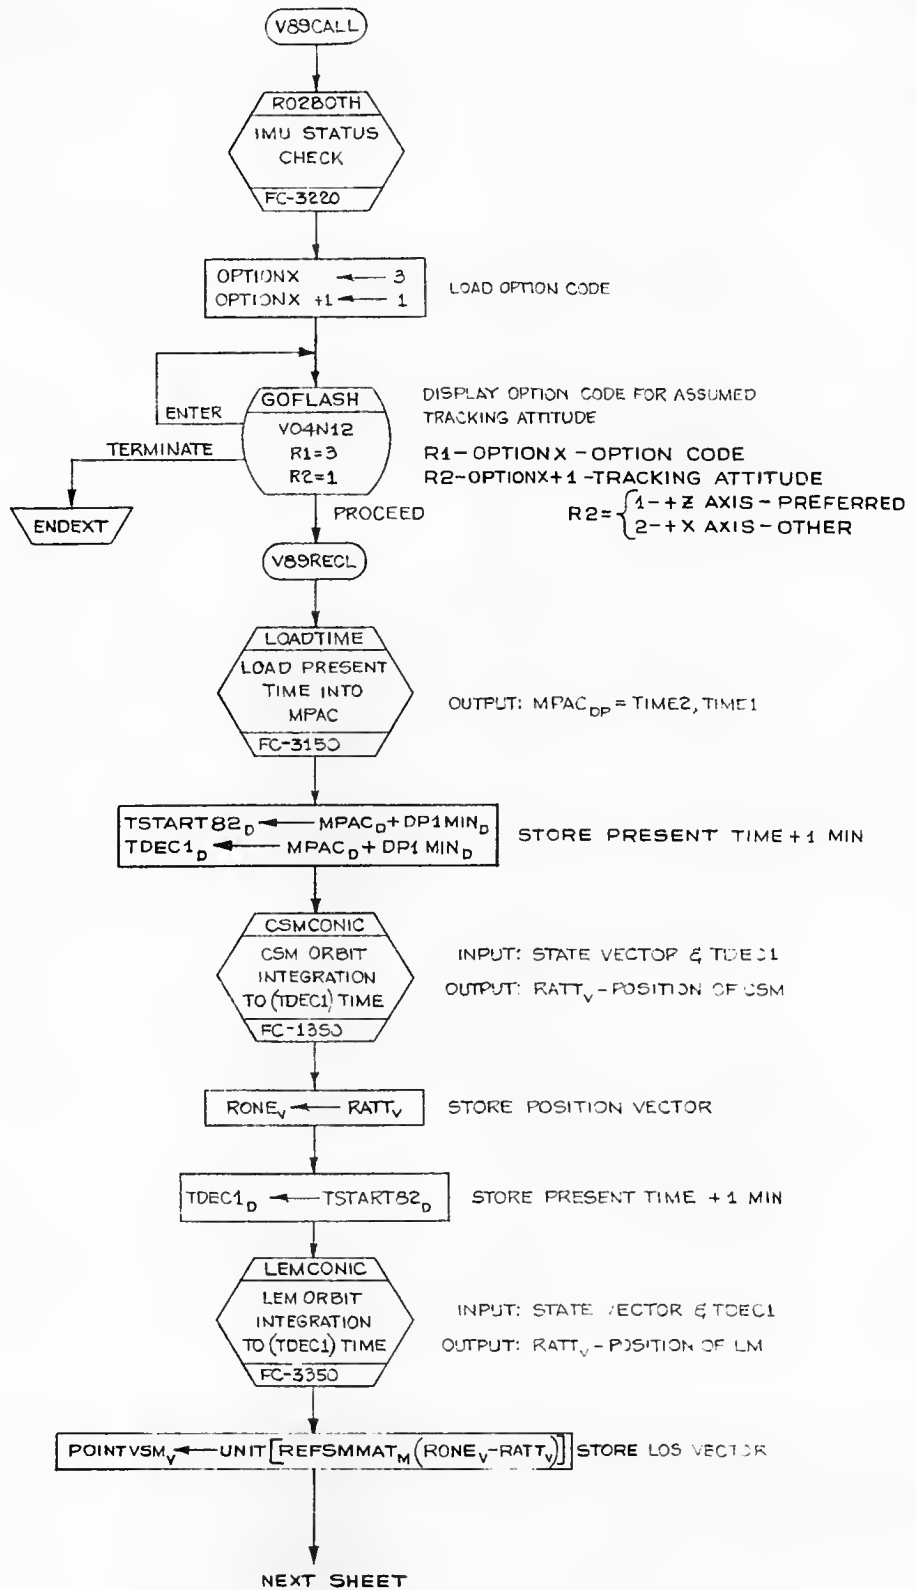 V89CALL
R02BOTH
IMU STATUS
CHECK
FC-3220
OPTIONX ← 3
OPTIONX +1 ← 1
LOAD OPTION CODE
ENTER
GOFLASH
V04N12
R1=3
R2=1
TERMINATE
ENDEXT
PROCEED
DISPLAY OPTION CODE FOR ASSUMED
TRACKING ATTITUDE
R1-OPTIONX-OPTION CODE
R2-OPTIONX+1-TRACKING ATTITUDE
R2={1-+Z AXIS-PREFERRED
2-+X AXIS-OTHER
V89RECL
LOADTIME
LOAD PRESENT
TIME INTO
MPAC
FC-3150
OUTPUT: MPAC_DP = TIME2, TIME1
TSTART82_D ← MPAC_D+DP1MIN_D
TDEC1_D ← MPAC_D+DP1MIN_D
STORE PRESENT TIME+1 MIN
CSMCONIC
CSM ORBIT
INTEGRATION
TO (TDEC1) TIME
FC-1350
INPUT: STATE VECTOR & TDEC1
OUTPUT: RATT_V-POSITION OF CSM
RONE_V ← RATT_V
STORE POSITION VECTOR
TDEC1_D ← TSTART82_D
STORE PRESENT TIME +1 MIN
LEMCONIC
LEM ORBIT
INTEGRATION
TO (TDEC1) TIME
FC-3350
INPUT: STATE VECTOR & TDEC1
OUTPUT: RATT_V-POSITION OF LM
POINTVSM_V ← UNIT[REFSMMAT_M(RONE_V-RATT_V)]
STORE LOS VECTOR
NEXT SHEET